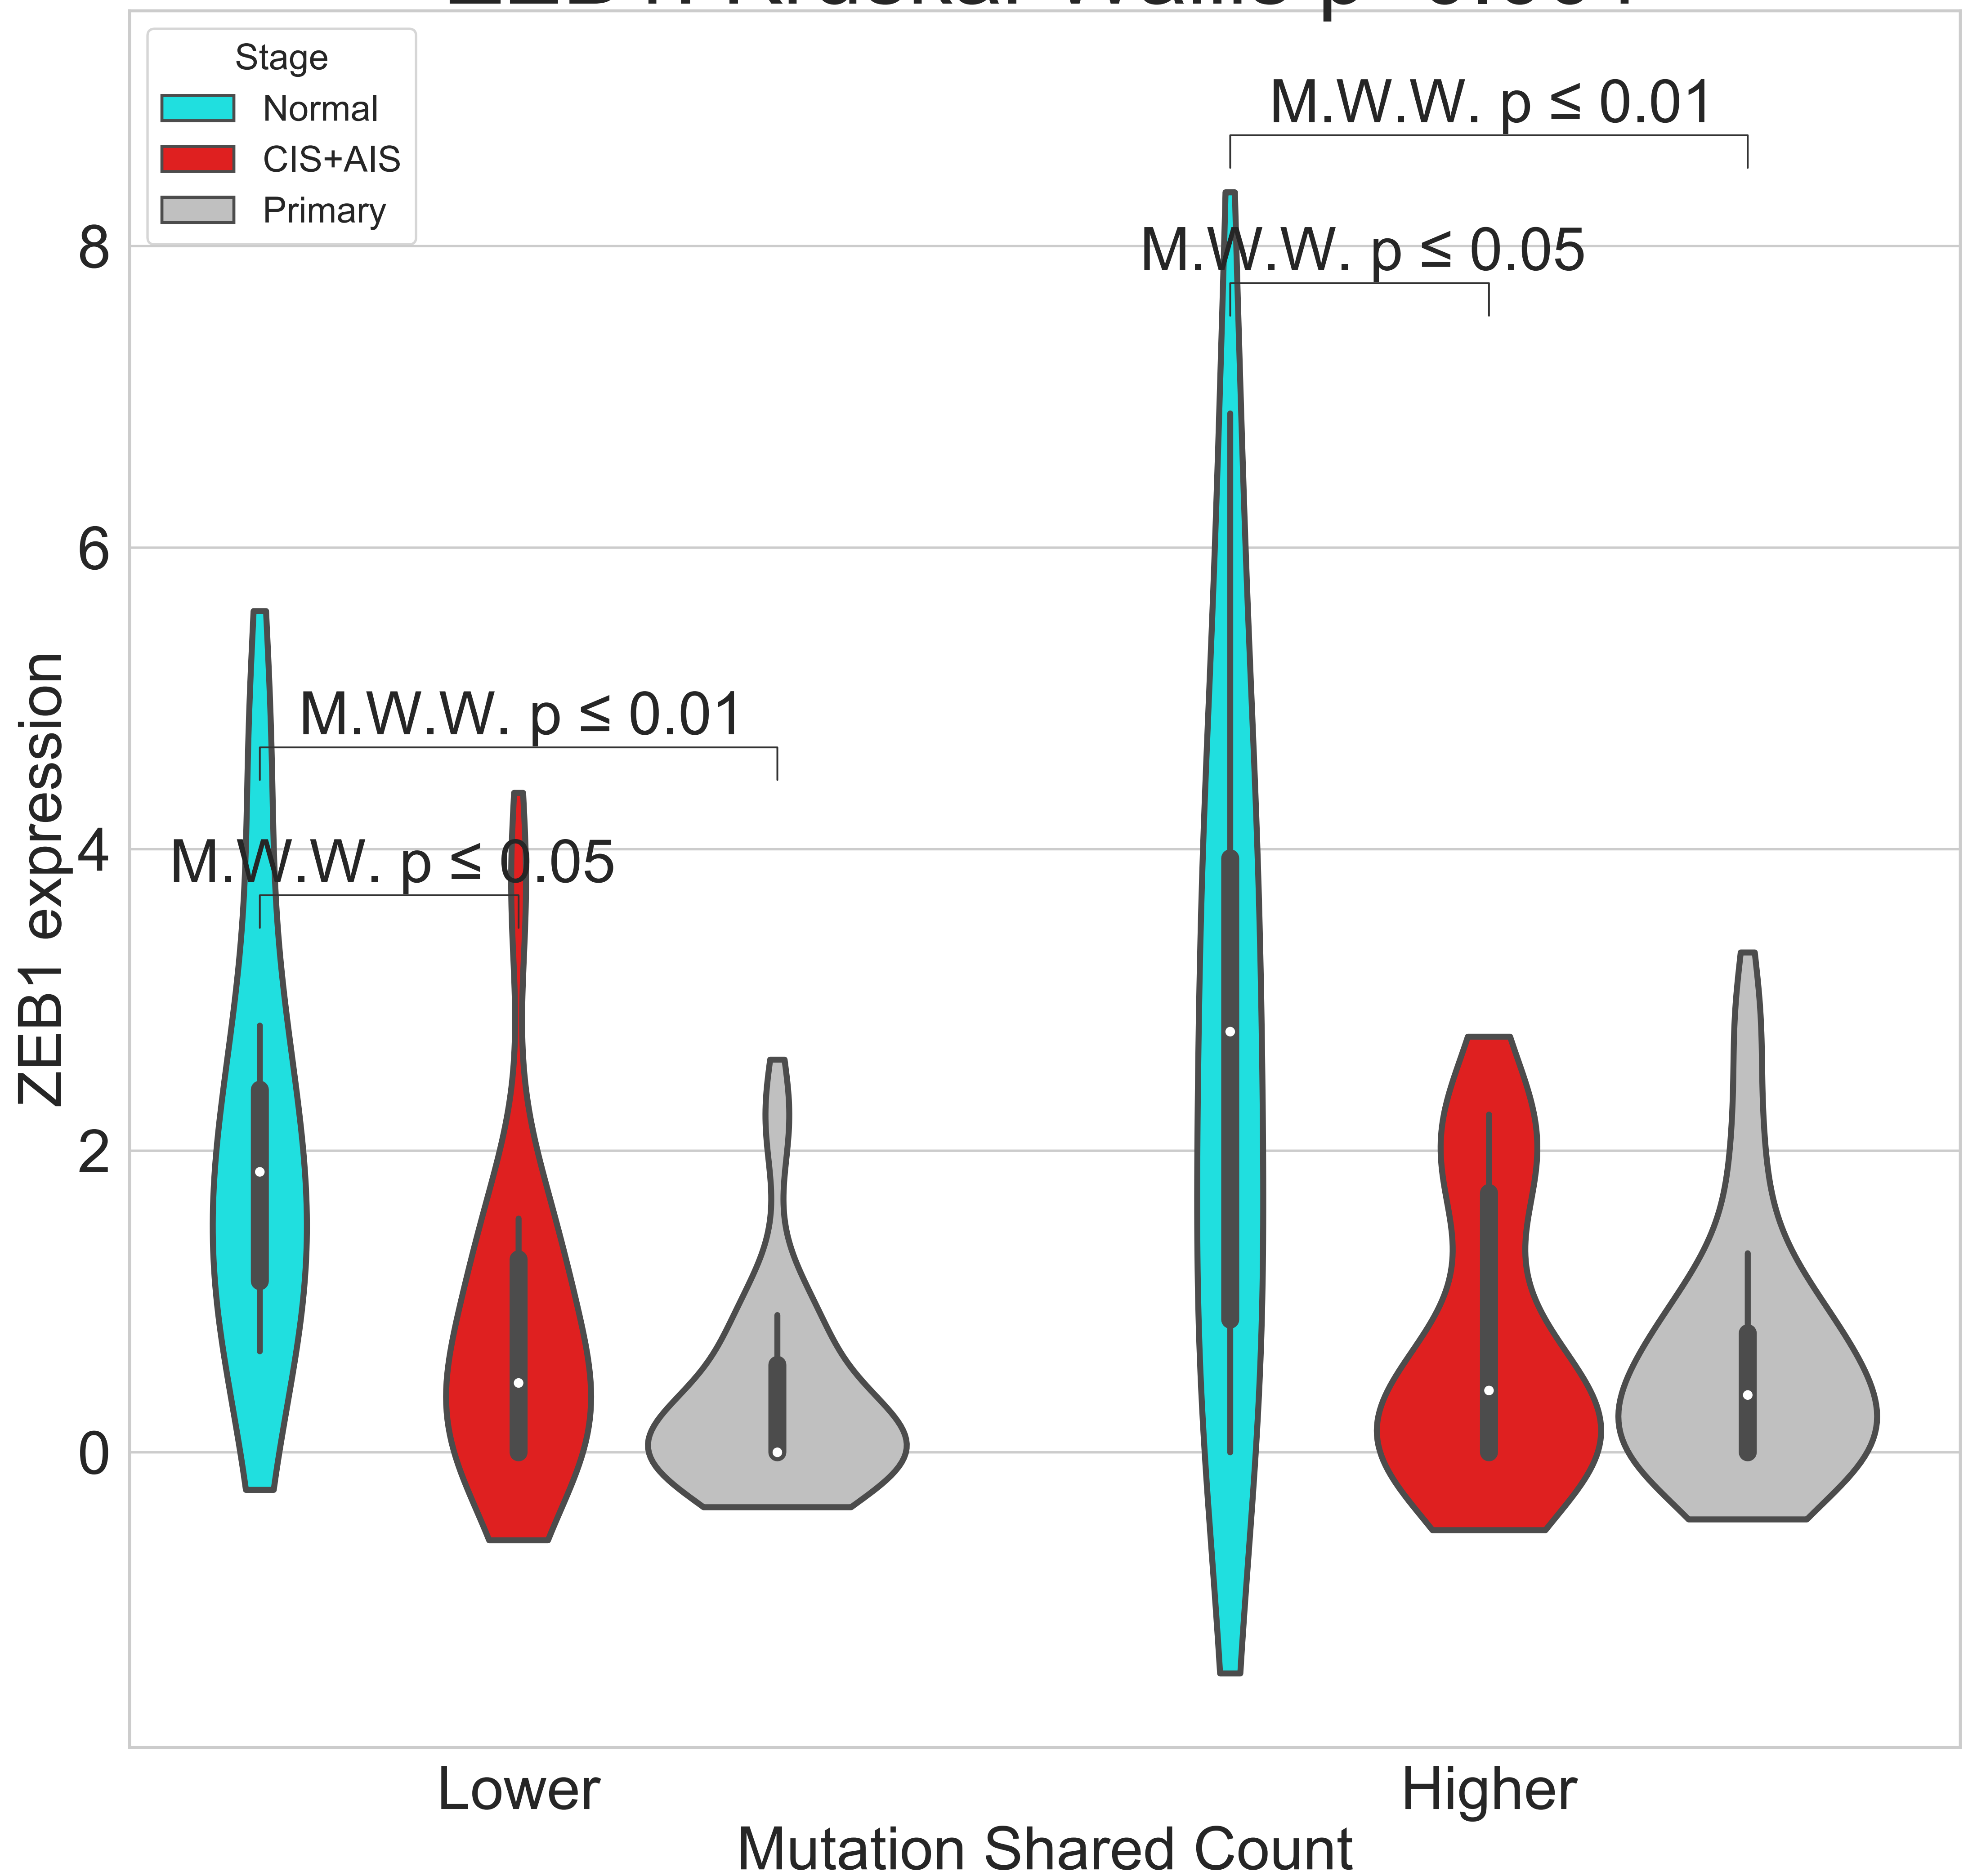 Stage
Normal
CIS+AIS
Primary
M.W.W. p ≤ 0.01
M.W.W. p ≤ 0.05
M.W.W. p ≤ 0.01
M.W.W. p ≤ 0.05
ZEB1 expression
8
6
4
2
0
Lower
Higher
Mutation Shared Count